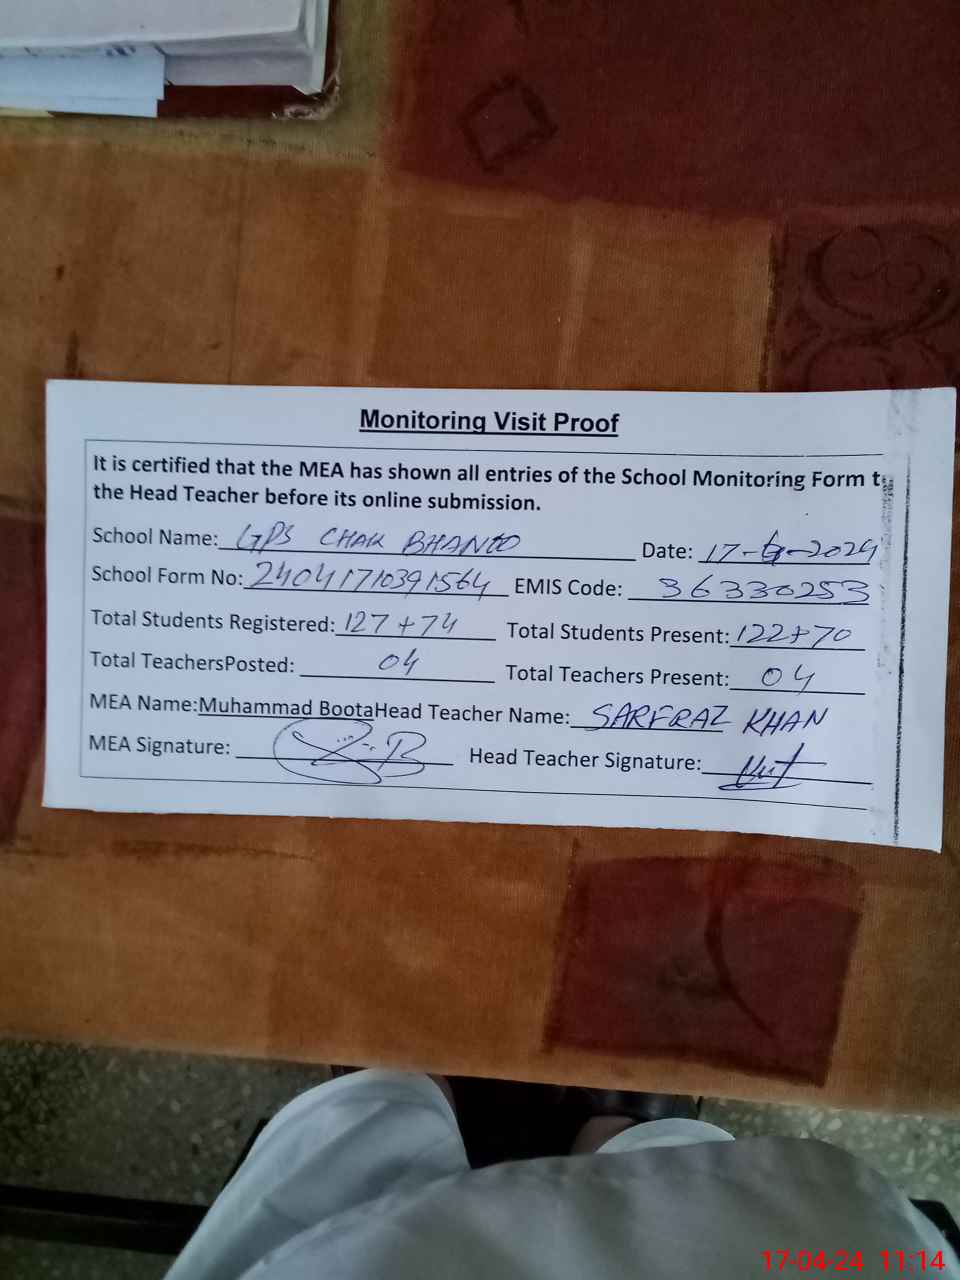 Monitoring Visit Proof
It is certified that the MEA has shown all entries of the School Monitoring Form t
the Head Teacher before its online submission.
School Name: GPS CHAK BHANOO Date: 17-4-2024
School Form No: 24041710391564 EMIS Code: 36330253
Total Students Registered: 127+74 Total Students Present: 122+70
Total TeachersPosted: 04 Total Teachers Present: 04
MEA Name:Muhammad BootaHead Teacher Name: SARFRAZ KHAN
MEA Signature: Head Teacher Signature:
17-04-24 11:14